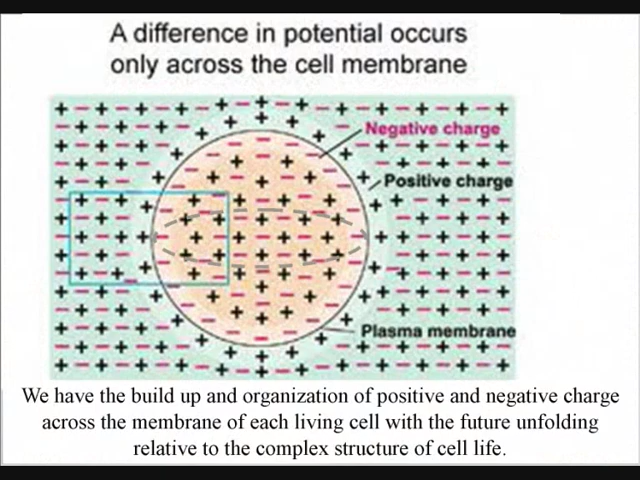 A difference in potential occurs
only across the cell membrane
Negative charge
Positive charge
Plasma membrane
We have the build up and organization of positive and negative charge
across the membrane of each living cell with the future unfolding
relative to the complex structure of cell life.